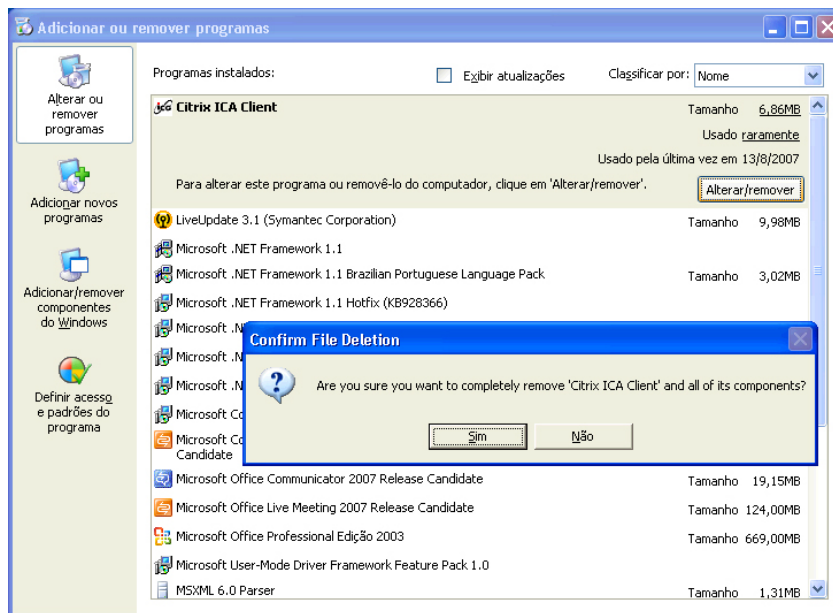 Adicionar ou remover programas
Alterar ou
remover
programas
Adicionar novos
programas
Adicionar/remover
componentes
do Windows
Definir acesso
e padrões do
programa
Programas instalados:
Exibir atualizações
Classificar por:
Nome
Citrix ICA Client
Tamanho 6,86MB
Usado raramente
Usado pela última vez em 13/8/2007
Para alterar este programa ou removê-lo do computador, clique em 'Alterar/remover'.
Alterar/remover
LiveUpdate 3.1 (Symantec Corporation)
Tamanho 9,98MB
Microsoft .NET Framework 1.1
Microsoft .NET Framework 1.1 Brazilian Portuguese Language Pack
Tamanho 3,02MB
Microsoft .NET Framework 1.1 Hotfix (KB928366)
Microsoft .N
Microsoft .N
Microsoft .N
Microsoft Co
Microsoft Co
Candidate
Confirm File Deletion
Are you sure you want to completely remove 'Citrix ICA Client' and all of its components?
Sim
Não
Microsoft Office Communicator 2007 Release Candidate
Tamanho 19,15MB
Microsoft Office Live Meeting 2007 Release Candidate
Tamanho 124,00MB
Microsoft Office Professional Edição 2003
Tamanho 669,00MB
Microsoft User-Mode Driver Framework Feature Pack 1.0
MSXML 6.0 Parser
Tamanho 1,31MB